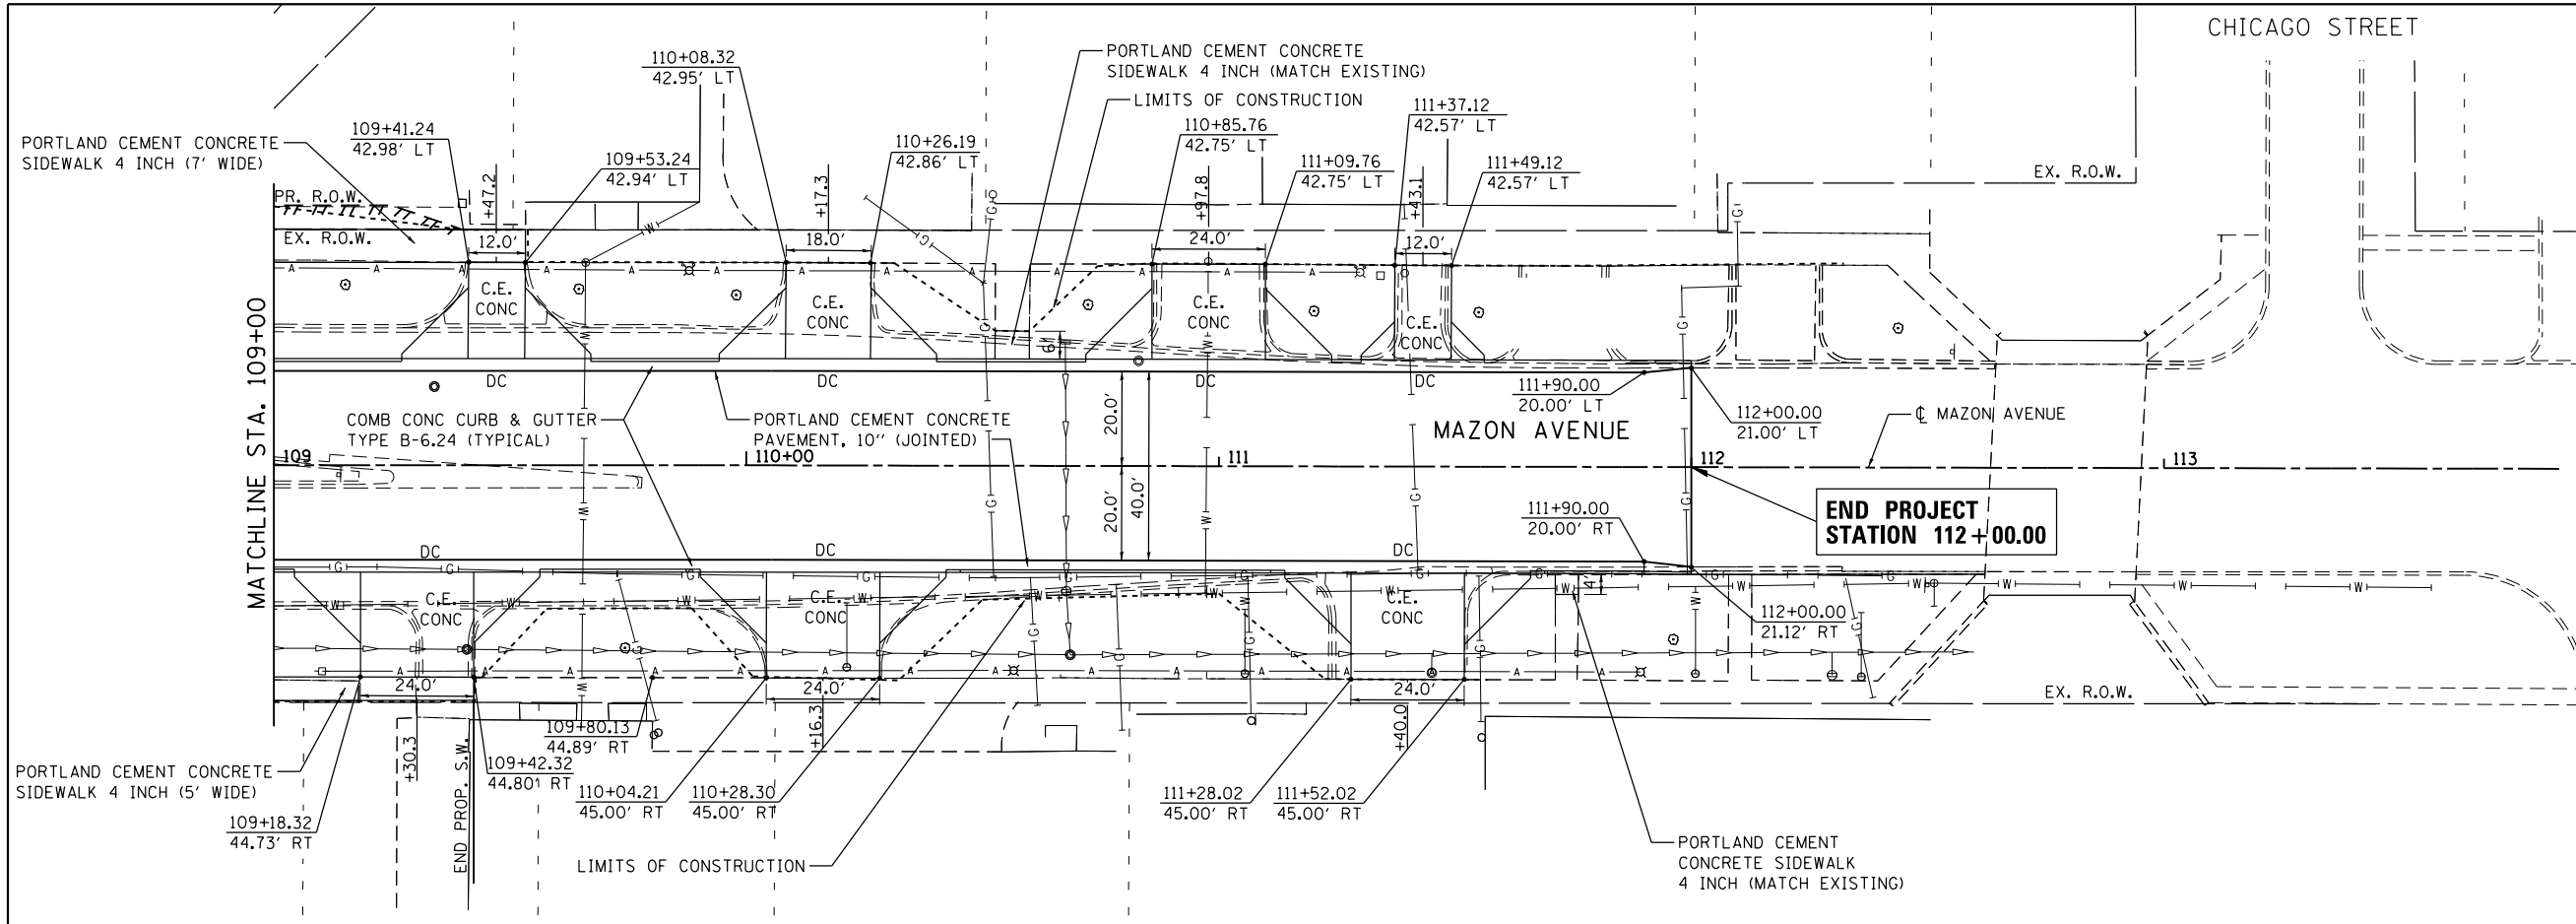 CHICAGO STREET
PORTLAND CEMENT CONCRETE
SIDEWALK 4 INCH (MATCH EXISTING)
LIMITS OF CONSTRUCTION
110+08.32
42.95' LT
PORTLAND CEMENT CONCRETE
SIDEWALK 4 INCH (7' WIDE)
109+41.24
42.98' LT
109+53.24
42.94' LT
110+26.19
42.86' LT
110+85.76
42.75' LT
111+09.76
42.75' LT
111+37.12
42.57' LT
111+49.12
42.57' LT
EX. R.O.W.
+47.2
+17.3
+97.8
+43.1
PR. R.O.W.
EX. R.O.W.
12.0'
18.0'
24.0'
12.0'
C.E.
CONC
C.E.
CONC
C.E.
CONC
C.E.
CONC
6'
DC
DC
DC
DC
MATCHLINE STA. 109+00
COMB CONC CURB & GUTTER
TYPE B-6.24 (TYPICAL)
PORTLAND CEMENT CONCRETE
PAVEMENT, 10'' (JOINTED)
20.0'
20.0'
40.0'
MAZON AVENUE
111+90.00
20.00' LT
112+00.00
21.00' LT
℄ MAZON AVENUE
109
110+00
111
112
113
END PROJECT
STATION 112+00.00
111+90.00
20.00' RT
DC
DC
DC
4'
112+00.00
21.12' RT
C.E.
CONC
C.E.
CONC
C.E.
CONC
24.0'
24.0'
24.0'
EX. R.O.W.
+30.3
+16.3
+40.0
END PROP. S.W.
PORTLAND CEMENT CONCRETE
SIDEWALK 4 INCH (5' WIDE)
109+18.32
44.73' RT
109+42.32
44.80' RT
109+80.13
44.89' RT
110+04.21
45.00' RT
110+28.30
45.00' RT
111+28.02
45.00' RT
111+52.02
45.00' RT
LIMITS OF CONSTRUCTION
PORTLAND CEMENT
CONCRETE SIDEWALK
4 INCH (MATCH EXISTING)